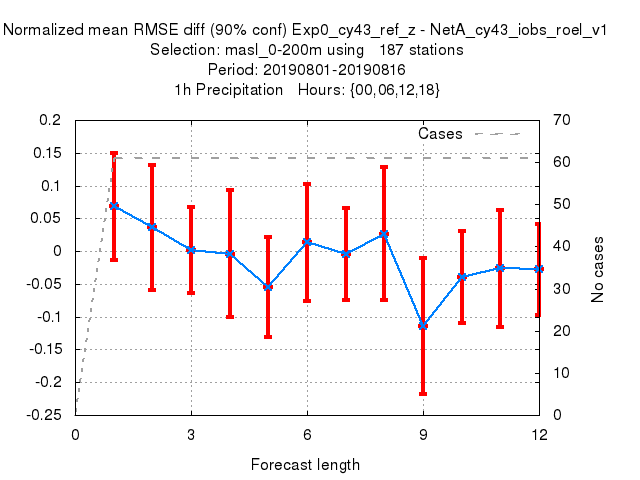 Normalized mean RMSE diff (90% conf) Exp0_cy43_ref_z - NetA_cy43_iobs_roel_v1
Selection: masl_0-200m using 187 stations
Period: 20190801-20190816
1h Precipitation Hours: {00,06,12,18}
0.2
0.15
0.1
0.05
0
-0.05
-0.1
-0.15
-0.2
-0.25
Cases
70
60
50
40
30
20
10
0
No cases
0 3 6 9 12
Forecast length